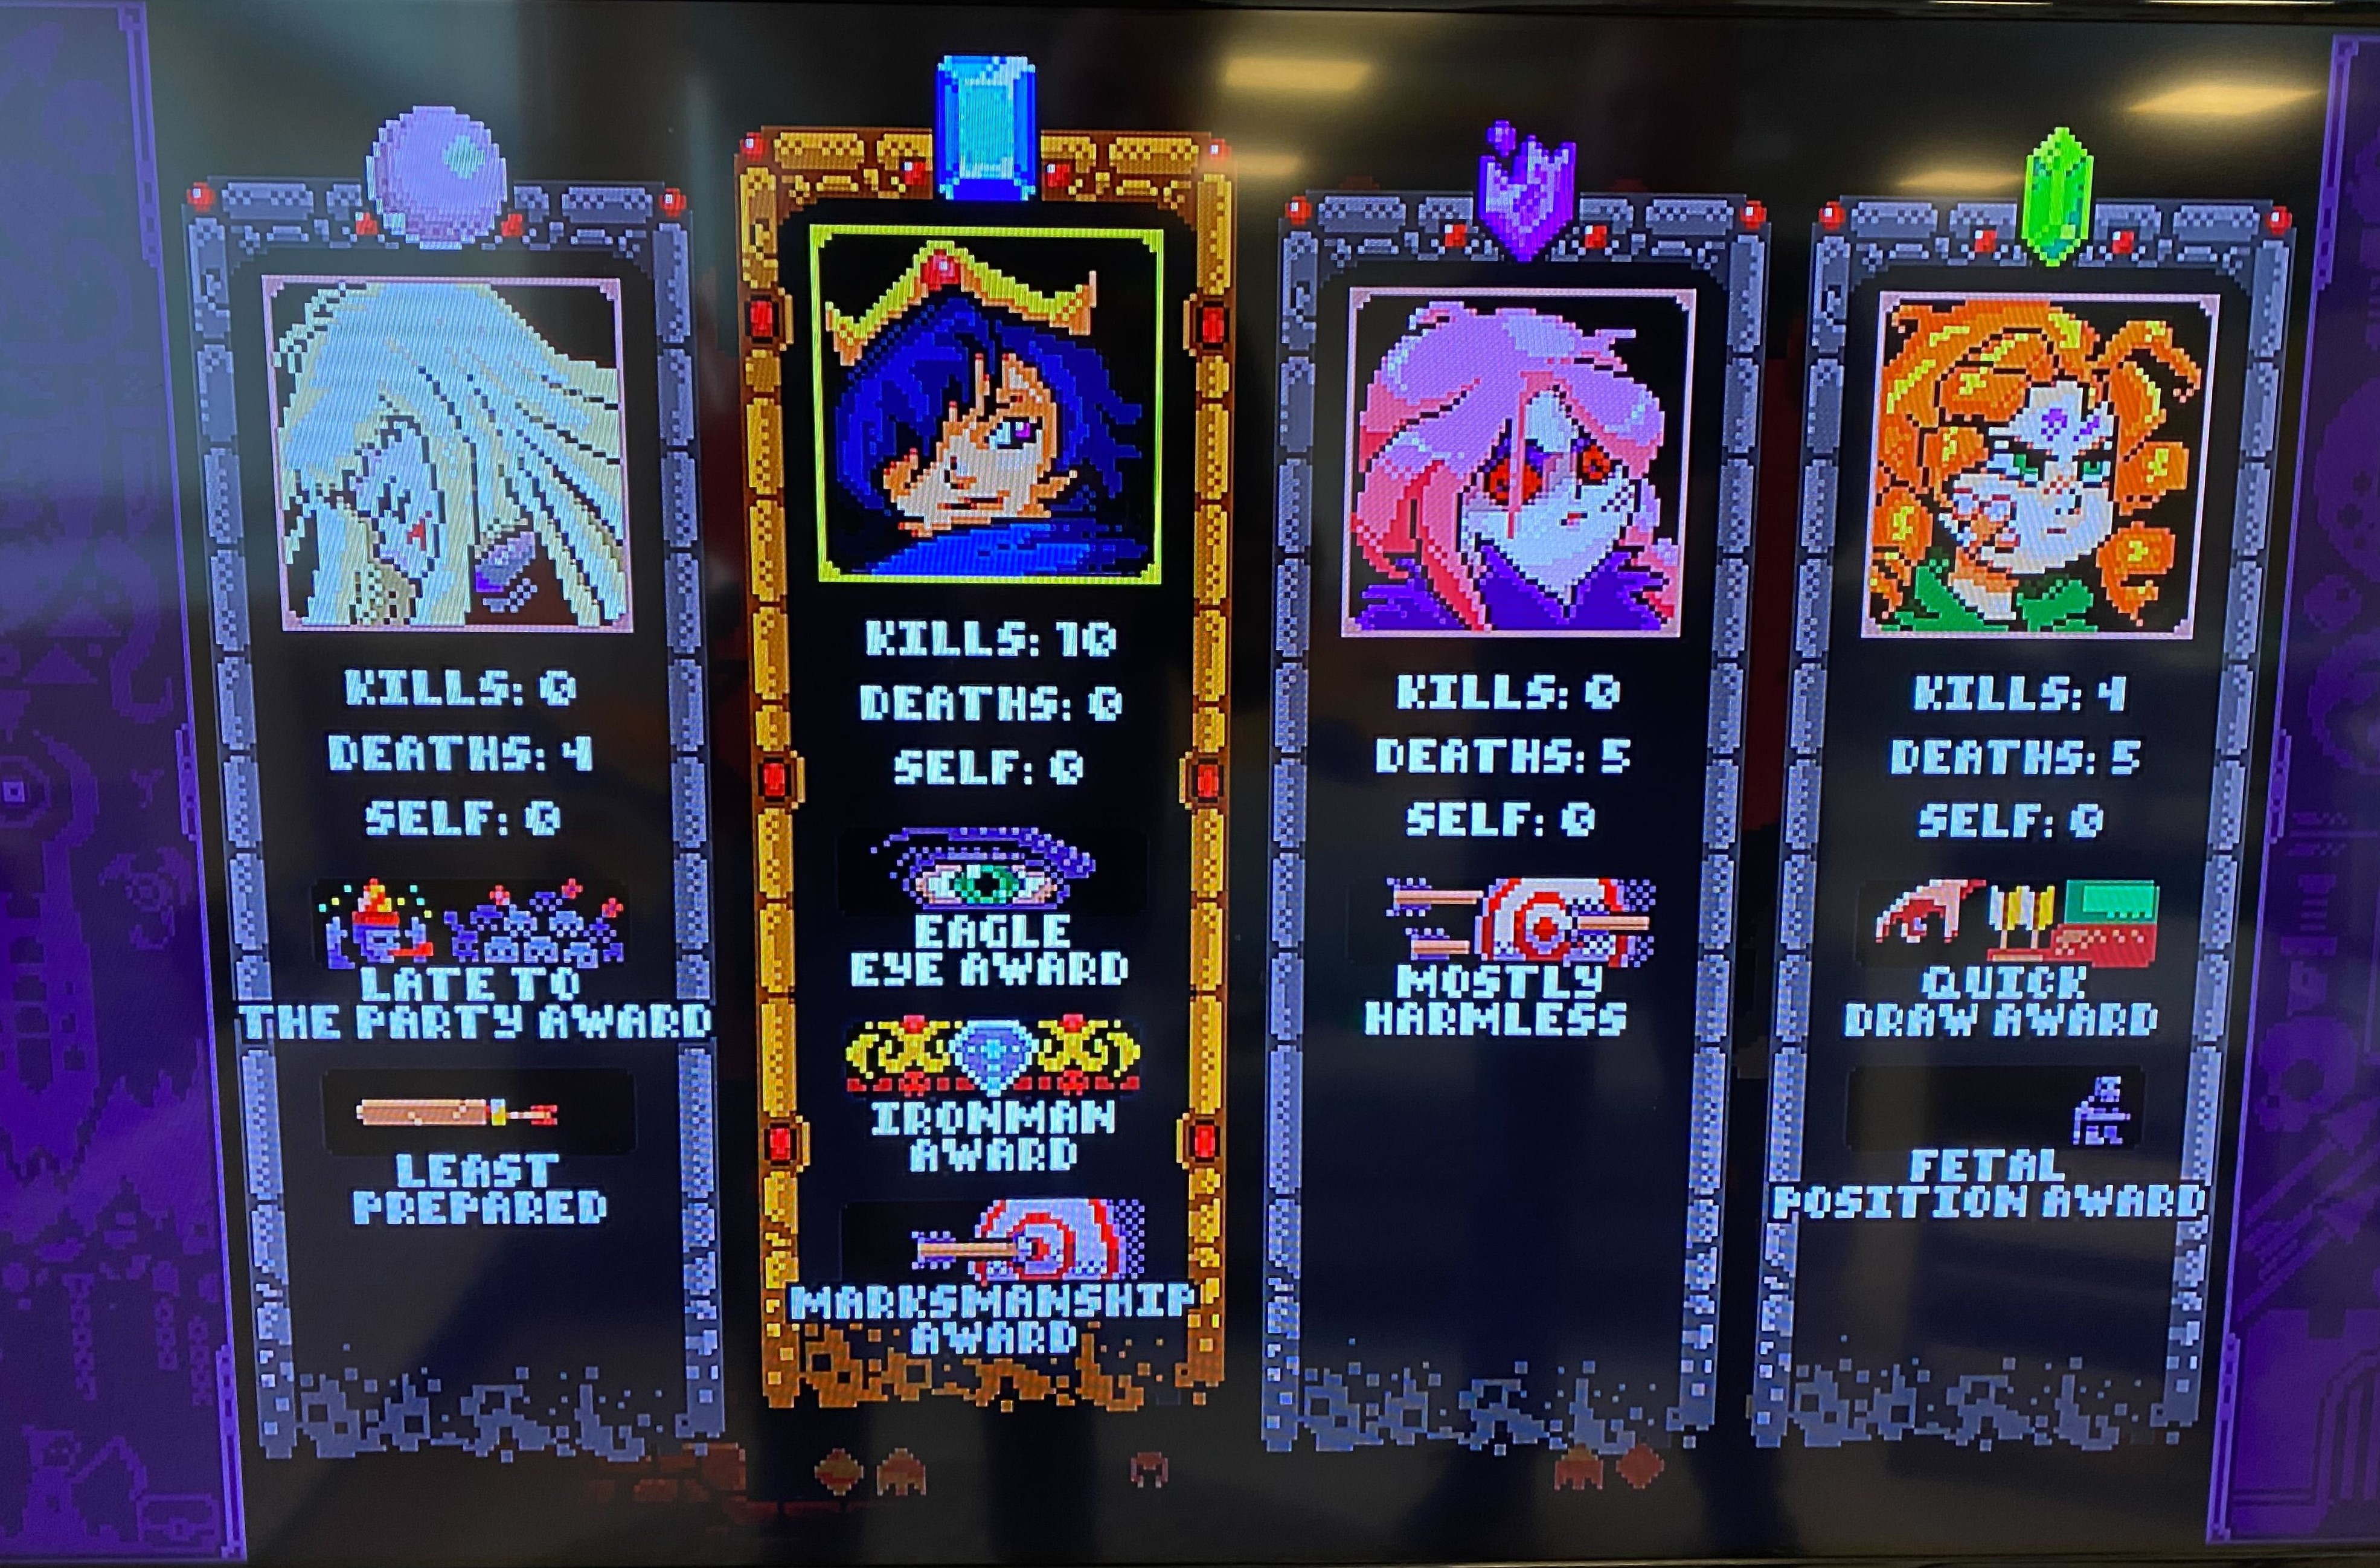 KILLS: 0
DEATHS: 4
SELF: 0
LATE TO
THE PARTY AWARD
LEAST
PREPARED
KILLS: 10
DEATHS: 0
SELF: 0
EAGLE
EYE AWARD
IRONMAN
AWARD
MARKSMANSHIP
AWARD
KILLS: 0
DEATHS: 5
SELF: 0
MOSTLY
HARMLESS
KILLS: 4
DEATHS: 5
SELF: 0
QUICK
DRAW AWARD
FETAL
POSITION AWARD